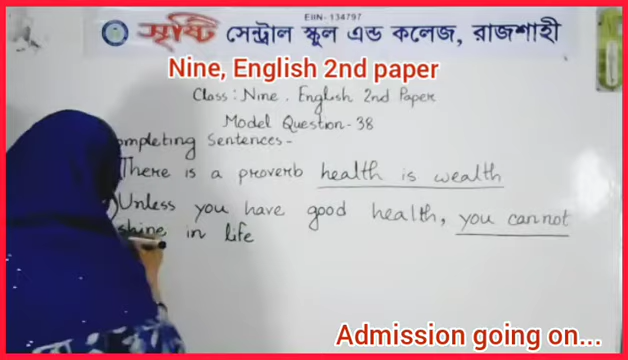 EIIN- 134797
সৃষ্টি সেন্ট্রাল স্কুল এন্ড কলেজ, রাজশাহী
Nine, English 2nd paper
Class: Nine. English 2nd Paper
Model Question-38
ompleting Sentences-
There is a proverb health is wealth
Unless you have good health, you cannot
shine in life
Admission going on...